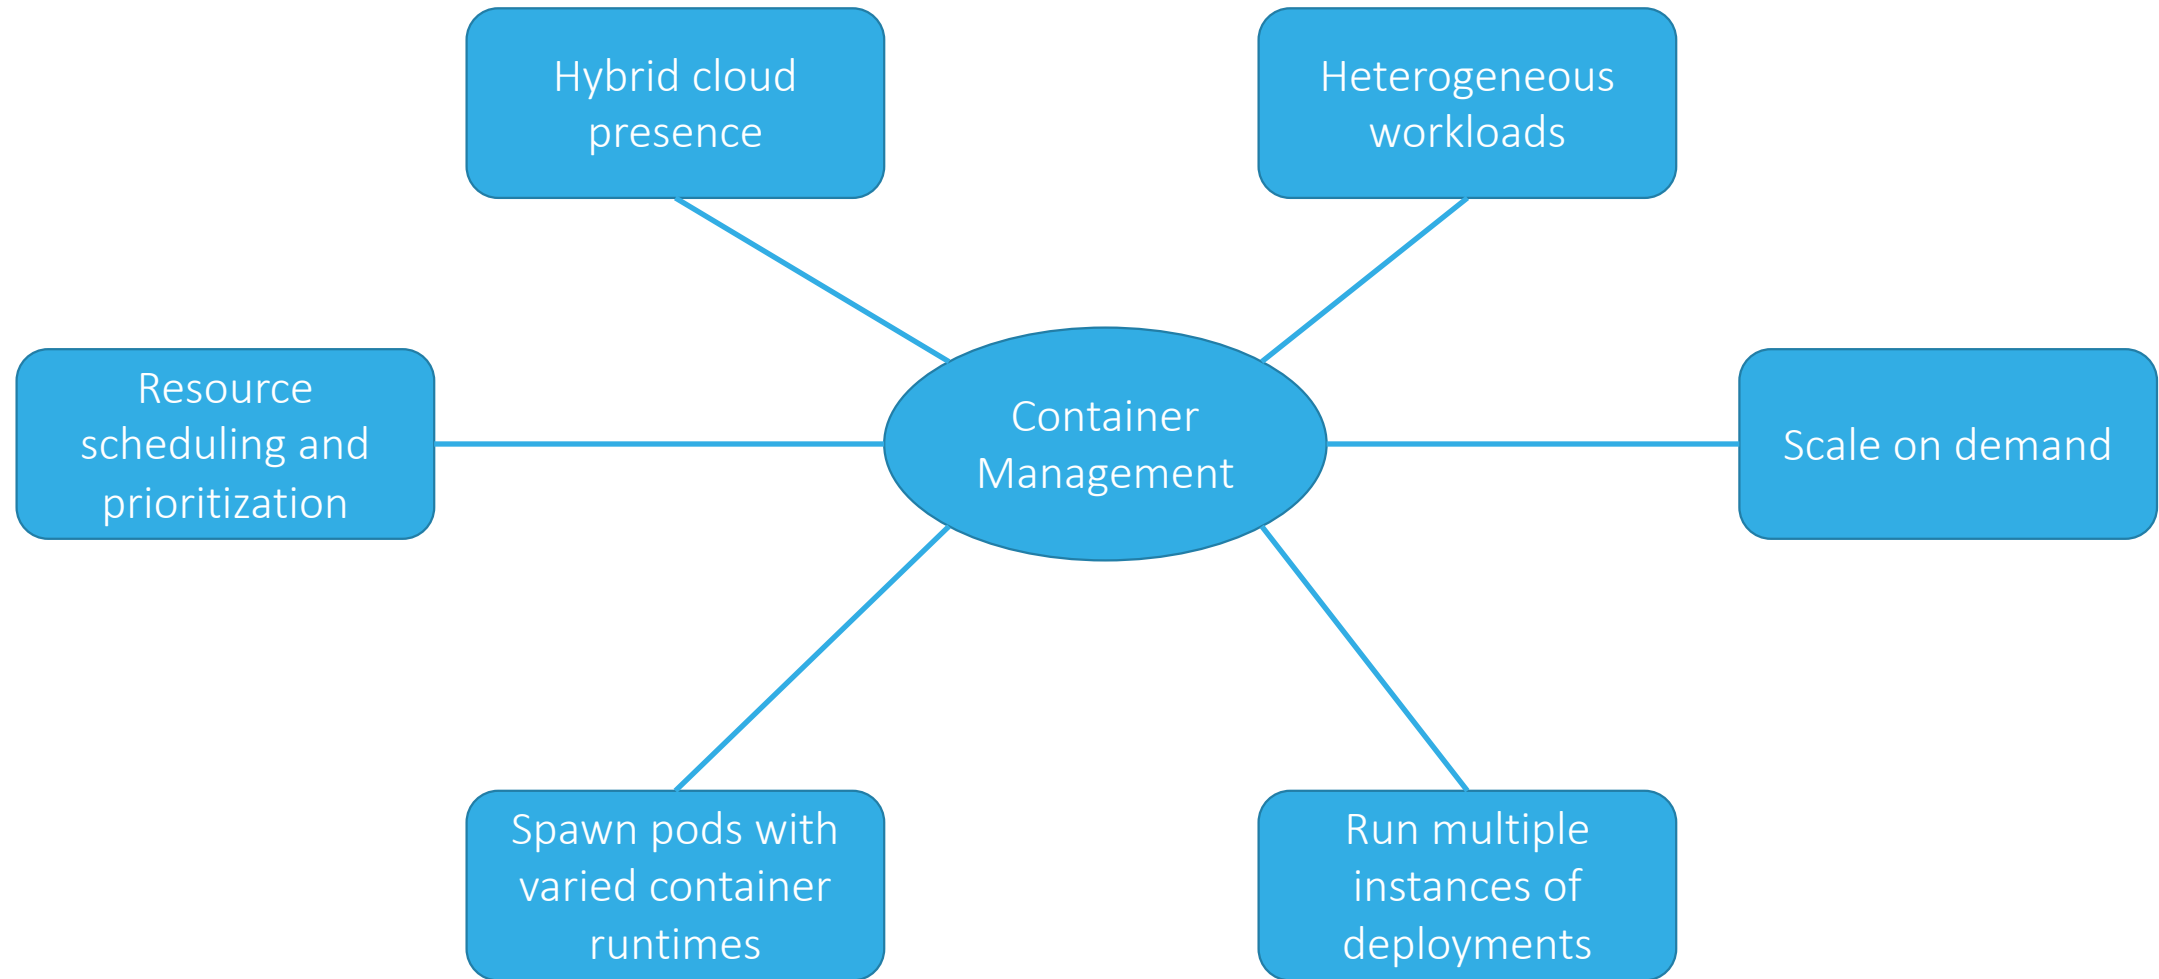 Hybrid cloud
presence
Heterogeneous
workloads
Resource
scheduling and
prioritization
Container
Management
Scale on demand
Spawn pods with
varied container
runtimes
Run multiple
instances of
deployments